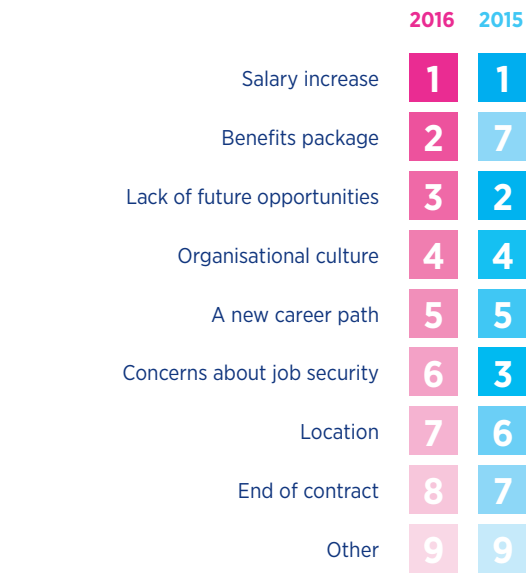 2016 2015
Salary increase 1 1
Benefits package 2 7
Lack of future opportunities 3 2
Organisational culture 4 4
A new career path 5 5
Concerns about job security 6 3
Location 7 6
End of contract 8 7
Other 9 9